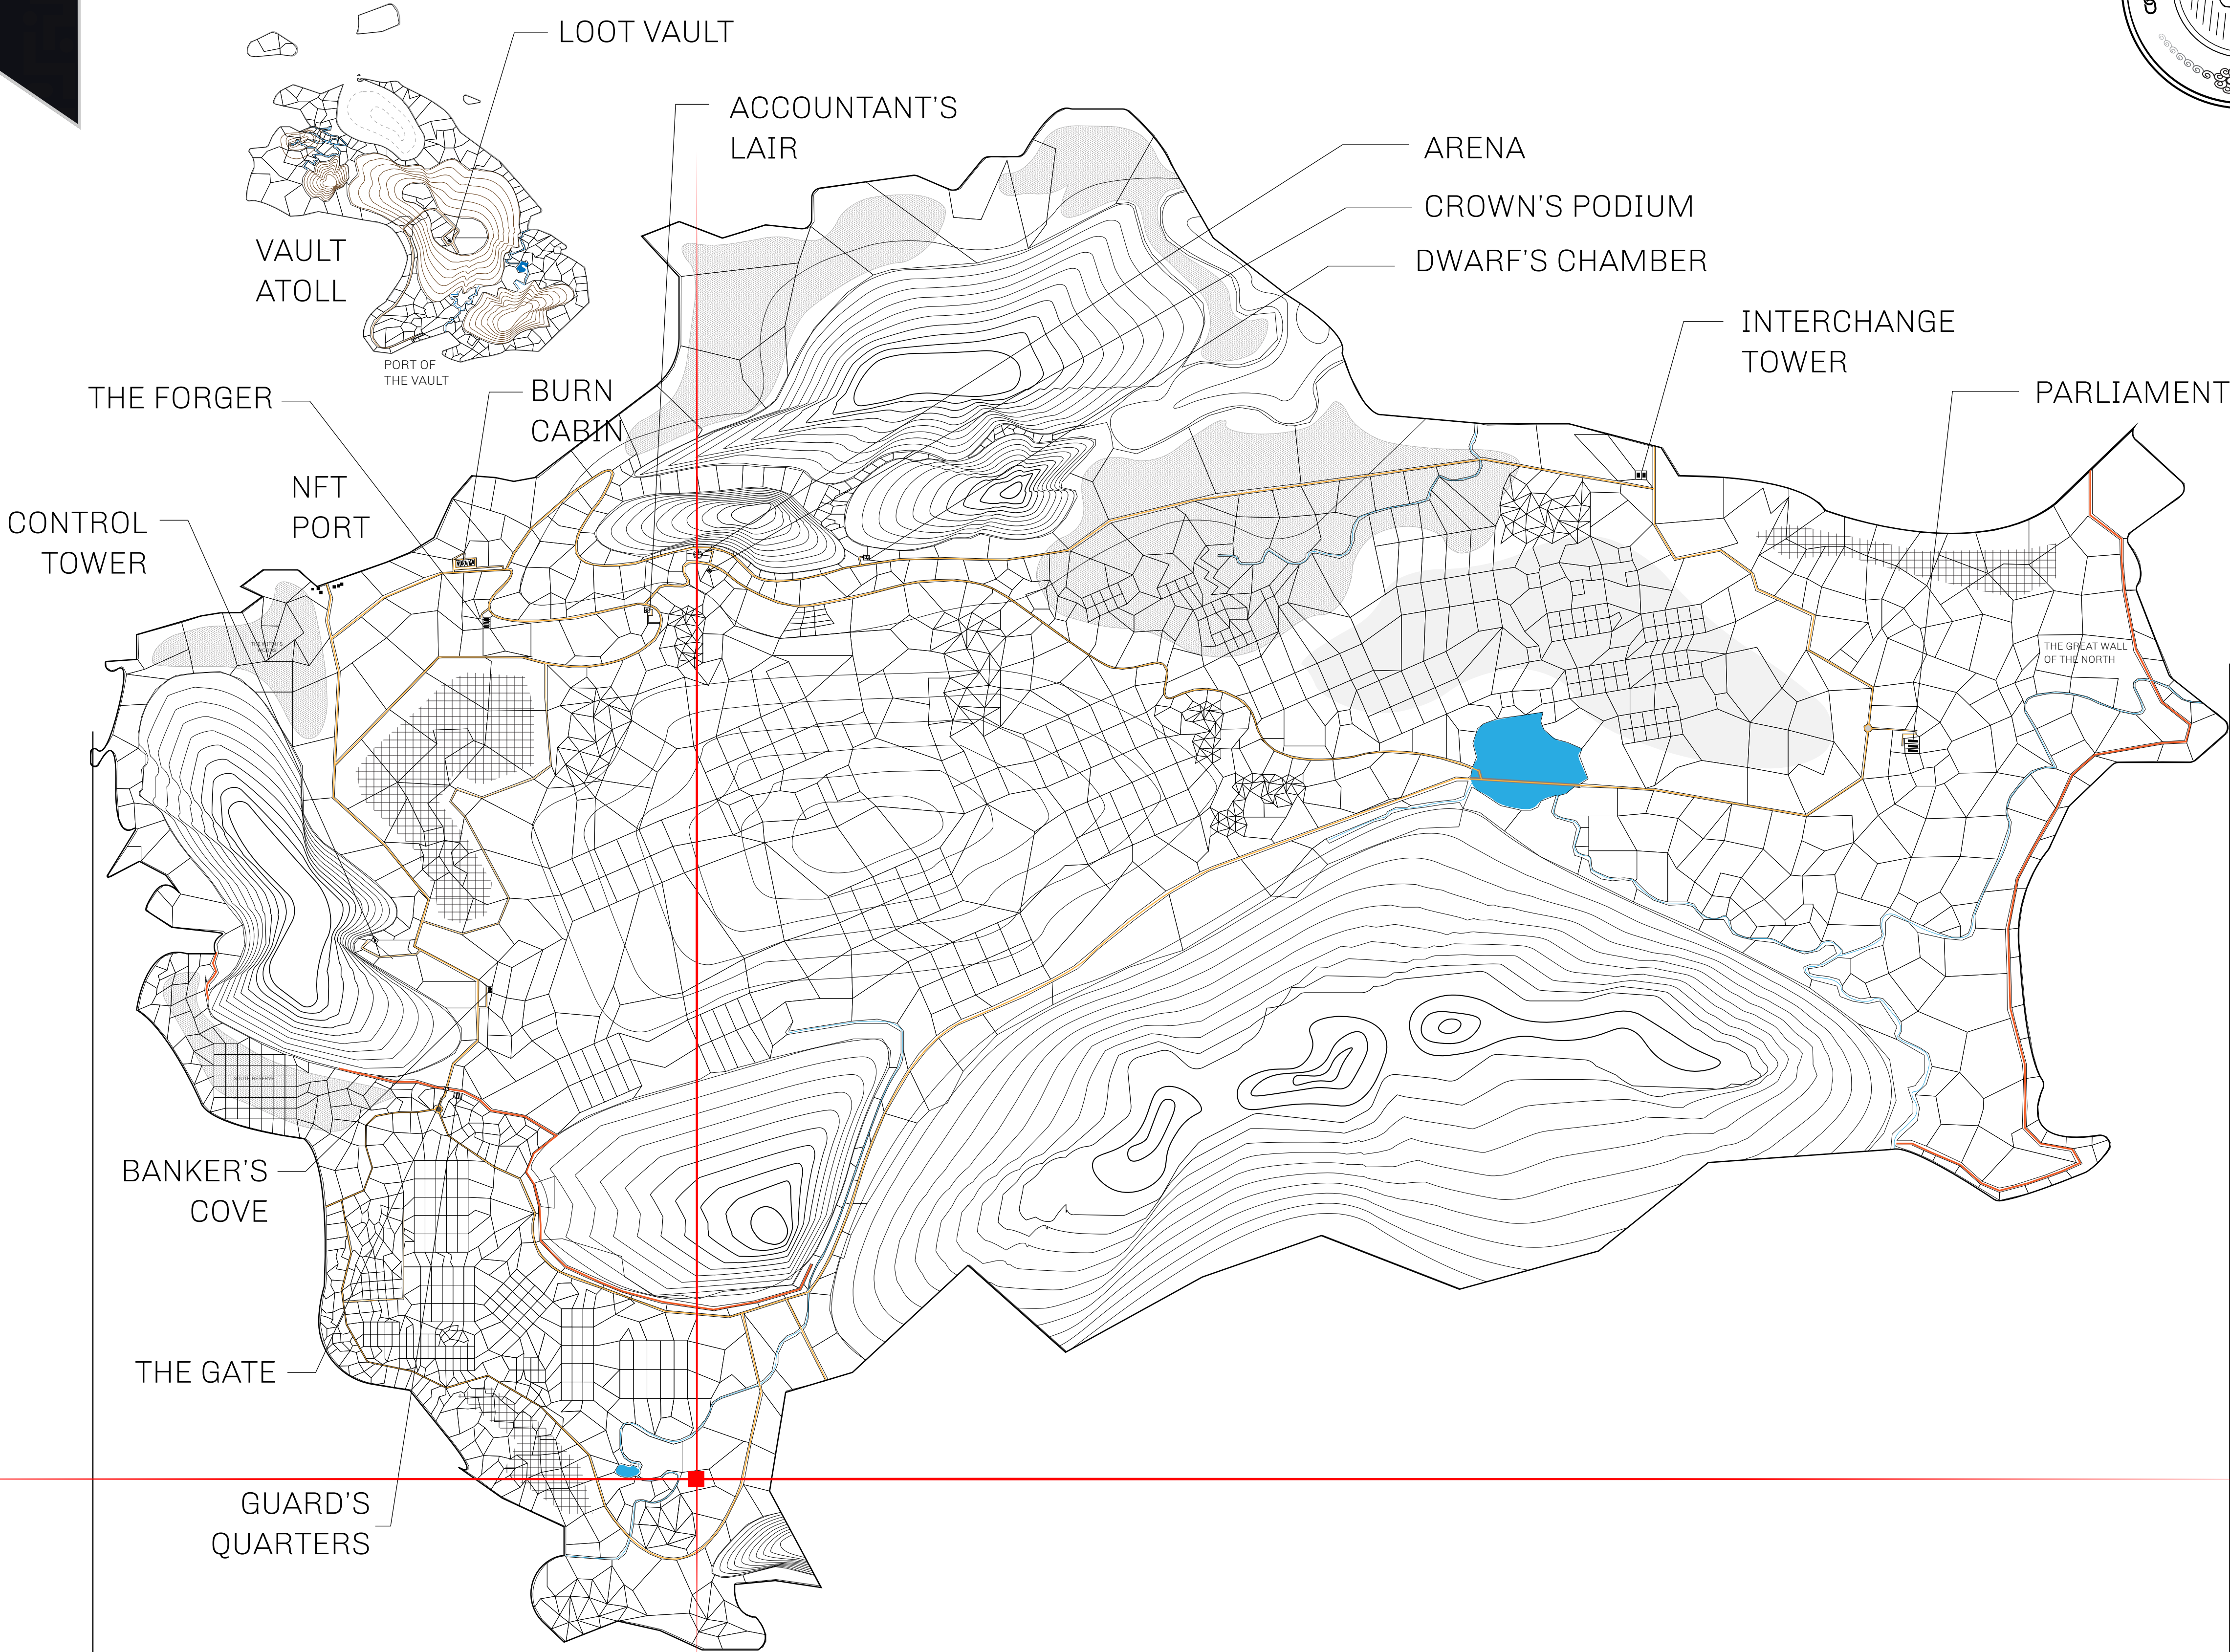 LOOT VAULT
ACCOUNTANT'S
LAIR
ARENA
CROWN'S PODIUM
DWARF'S CHAMBER
VAULT
ATOLL
INTERCHANGE
TOWER
PORT OF
THE VAULT
THE FORGER
BURN
CABIN
PARLIAMENT
NFT
PORT
CONTROL
TOWER
THE GREAT WALL
OF THE NORTH
SOUTH RESERVE
BANKER'S
COVE
THE GATE
GUARD'S
QUARTERS